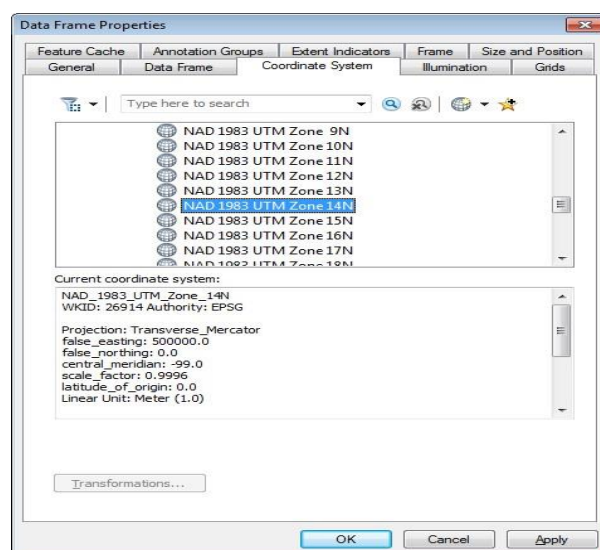 Data Frame Properties
Feature Cache Annotation Groups Extent Indicators Frame Size and Position
General Data Frame Coordinate System Illumination Grids
Type here to search
NAD 1983 UTM Zone 9N
NAD 1983 UTM Zone 10N
NAD 1983 UTM Zone 11N
NAD 1983 UTM Zone 12N
NAD 1983 UTM Zone 13N
NAD 1983 UTM Zone 14N
NAD 1983 UTM Zone 15N
NAD 1983 UTM Zone 16N
NAD 1983 UTM Zone 17N
NAD 1983 UTM Zone 18N
Current coordinate system:
NAD_1983_UTM_Zone_14N
WKID: 26914 Authority: EPSG
Projection: Transverse_Mercator
false_easting: 500000.0
false_northing: 0.0
central_meridian: -99.0
scale_factor: 0.9996
latitude_of_origin: 0.0
Linear Unit: Meter (1.0)
Transformations...
OK Cancel Apply